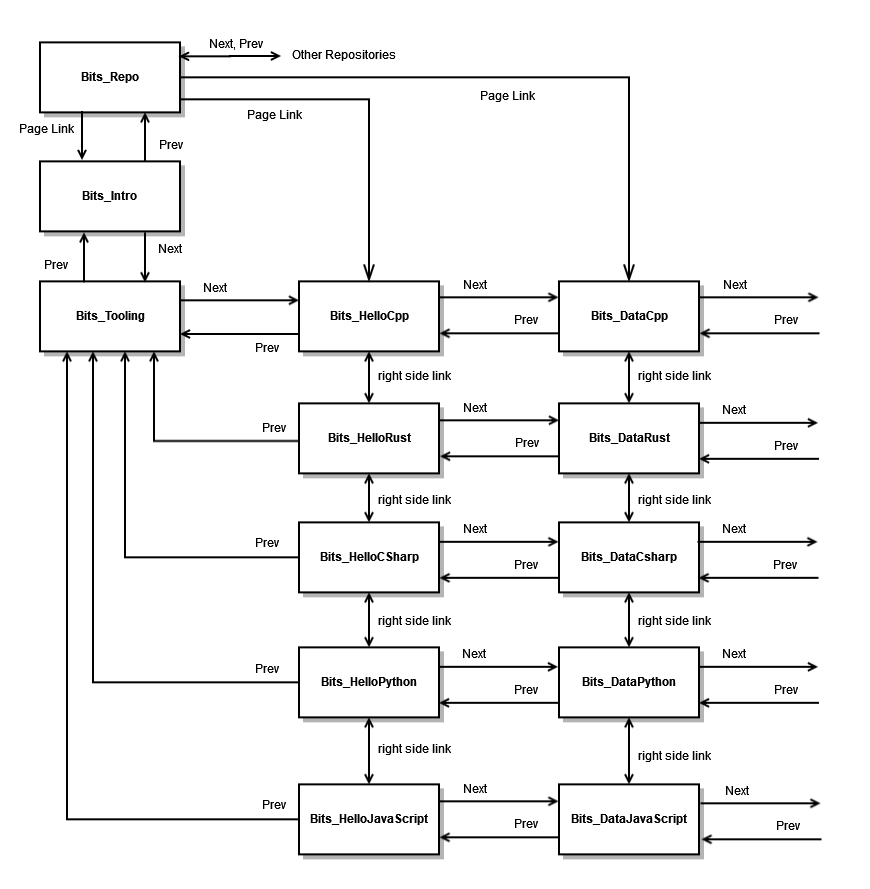 Next, Prev
Other Repositories
Bits_Repo
Page Link
Page Link
Page Link
Prev
Bits_Intro
Next
Prev
Bits_Tooling
Next
Prev
Bits_HelloCpp
Next
Prev
Bits_DataCpp
Next
Prev
right side link
right side link
Prev
Bits_HelloRust
Next
Prev
Bits_DataRust
Next
Prev
right side link
right side link
Prev
Bits_HelloCSharp
Next
Prev
Bits_DataCsharp
Next
Prev
right side link
right side link
Prev
Bits_HelloPython
Next
Prev
Bits_DataPython
Next
Prev
right side link
right side link
Prev
Bits_HelloJavaScript
Next
Prev
Bits_DataJavaScript
Next
Prev